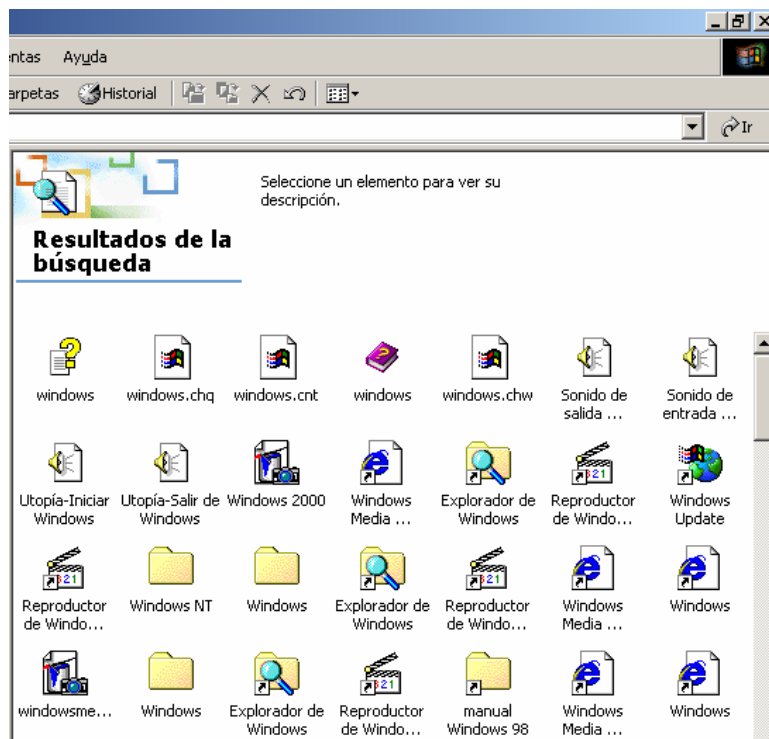 entas Ayuda
arpetas Historial
Ir
Seleccione un elemento para ver su
descripción.
Resultados de la
búsqueda
windows windows.chq windows.cnt windows windows.chw Sonido de Sonido de
salida ... entrada ...
Utopía-Iniciar Utopía-Salir de Windows 2000 Windows Explorador de Reproductor Windows
Windows Windows Media ... Windows de Windo... Update
Reproductor Windows NT Windows Explorador de Reproductor Windows Windows
de Windo... Windows de Windo... Media ...
windowsme... Windows Explorador de Reproductor manual Windows Windows
Windows de Windo... Windows 98 Media ...